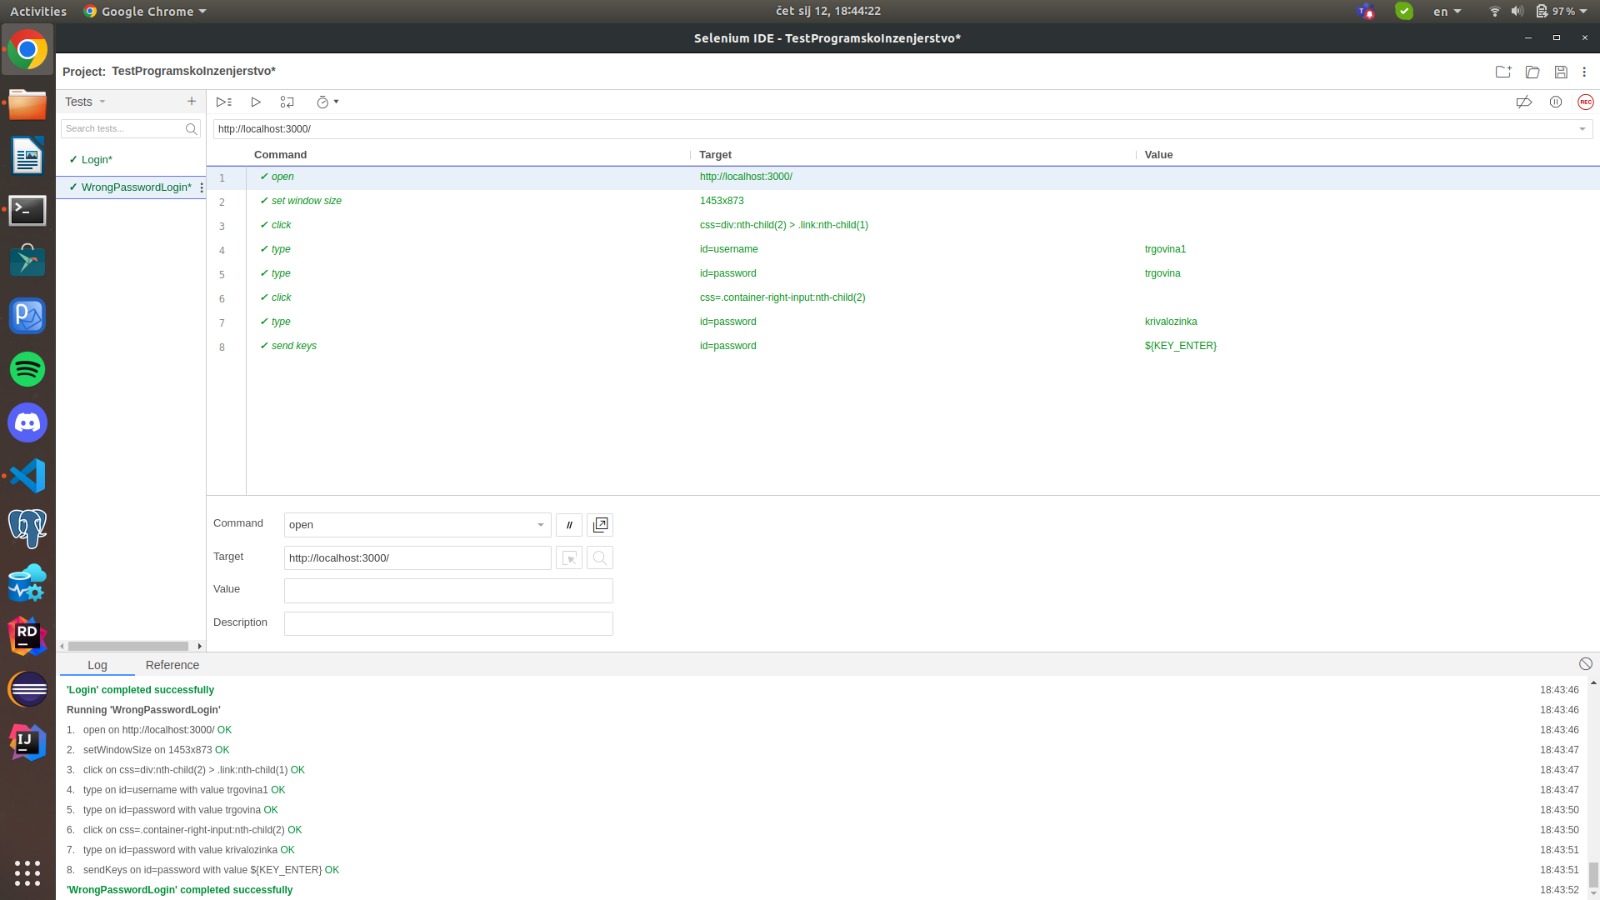 Activities
Google Chrome
čet sij 12, 18:44:22
en
97 %
Selenium IDE - TestProgramskoInzenjerstvo*
Project: TestProgramskoInzenjerstvo*
Tests
+
REC
Search tests...
http://localhost:3000/
✓ Login*
✓ WrongPasswordLogin*
Command Target Value
1 ✓ open http://localhost:3000/
2 ✓ set window size 1453x873
3 ✓ click css=div:nth-child(2) > .link:nth-child(1)
4 ✓ type id=username trgovina1
5 ✓ type id=password trgovina
6 ✓ click css=.container-right-input:nth-child(2)
7 ✓ type id=password krivalozinka
8 ✓ send keys id=password ${KEY_ENTER}
Command open //
Target http://localhost:3000/
Value
Description
RD
IJ
Log Reference
'Login' completed successfully 18:43:46
Running 'WrongPasswordLogin' 18:43:46
1. open on http://localhost:3000/ OK 18:43:46
2. setWindowSize on 1453x873 OK 18:43:47
3. click on css=div:nth-child(2) > .link:nth-child(1) OK 18:43:47
4. type on id=username with value trgovina1 OK 18:43:47
5. type on id=password with value trgovina OK 18:43:50
6. click on css=.container-right-input:nth-child(2) OK 18:43:50
7. type on id=password with value krivalozinka OK 18:43:51
8. sendKeys on id=password with value ${KEY_ENTER} OK 18:43:51
'WrongPasswordLogin' completed successfully 18:43:52